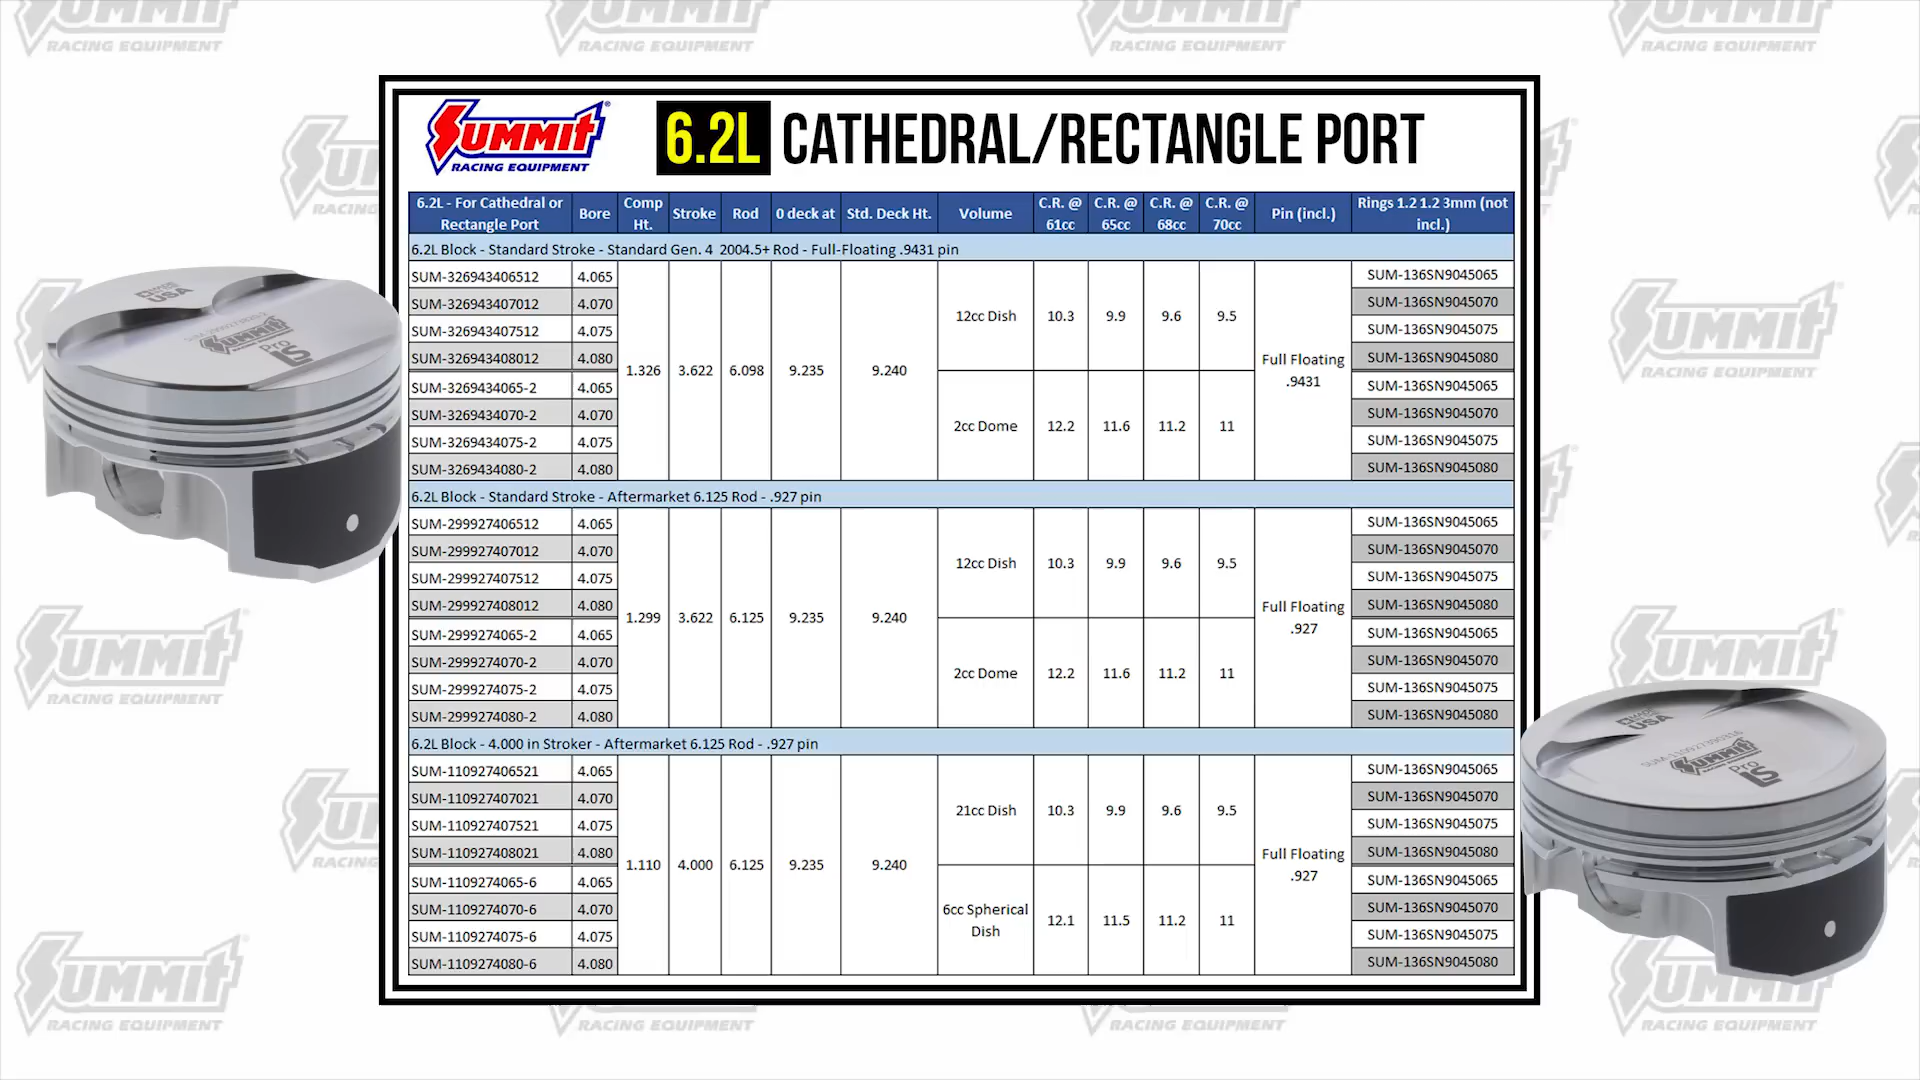 SUMMIT
RACING EQUIPMENT
6.2L CATHEDRAL/RECTANGLE PORT
6.2L - For Cathedral or Rectangle Port Bore Comp Ht. Stroke Rod 0 deck at Std. Deck Ht. Volume C.R. @ 61cc C.R. @ 65cc C.R. @ 68cc C.R. @ 70cc Pin (incl.) Rings 1.2 1.2 3mm (not incl.)
6.2L Block - Standard Stroke - Standard Gen. 4 2004.5+ Rod - Full-Floating .9431 pin
SUM-326943406512 4.065 SUM-136SN9045065
SUM-326943407012 4.070 SUM-136SN9045070
12cc Dish 10.3 9.9 9.6 9.5
SUM-326943407512 4.075 SUM-136SN9045075
SUM-326943408012 4.080 SUM-136SN9045080
1.326 3.622 6.098 9.235 9.240 Full Floating .9431
SUM-3269434065-2 4.065 SUM-136SN9045065
SUM-3269434070-2 4.070 SUM-136SN9045070
2cc Dome 12.2 11.6 11.2 11
SUM-3269434075-2 4.075 SUM-136SN9045075
SUM-3269434080-2 4.080 SUM-136SN9045080
6.2L Block - Standard Stroke - Aftermarket 6.125 Rod - .927 pin
SUM-299927406512 4.065 SUM-136SN9045065
SUM-299927407012 4.070 SUM-136SN9045070
12cc Dish 10.3 9.9 9.6 9.5
SUM-299927407512 4.075 SUM-136SN9045075
SUM-299927408012 4.080 SUM-136SN9045080
1.299 3.622 6.125 9.235 9.240 Full Floating .927
SUM-2999274065-2 4.065 SUM-136SN9045065
SUM-2999274070-2 4.070 SUM-136SN9045070
2cc Dome 12.2 11.6 11.2 11
SUM-2999274075-2 4.075 SUM-136SN9045075
SUM-2999274080-2 4.080 SUM-136SN9045080
6.2L Block - 4.000 in Stroker - Aftermarket 6.125 Rod - .927 pin
SUM-110927406521 4.065 SUM-136SN9045065
SUM-110927407021 4.070 SUM-136SN9045070
21cc Dish 10.3 9.9 9.6 9.5
SUM-110927407521 4.075 SUM-136SN9045075
SUM-110927408021 4.080 SUM-136SN9045080
1.110 4.000 6.125 9.235 9.240 Full Floating .927
SUM-1109274065-6 4.065 SUM-136SN9045065
SUM-1109274070-6 4.070 SUM-136SN9045070
6cc Spherical Dish 12.1 11.5 11.2 11
SUM-1109274075-6 4.075 SUM-136SN9045075
SUM-1109274080-6 4.080 SUM-136SN9045080
USA
SUMMIT
Pro LS
USA
SUMMIT
Pro LS